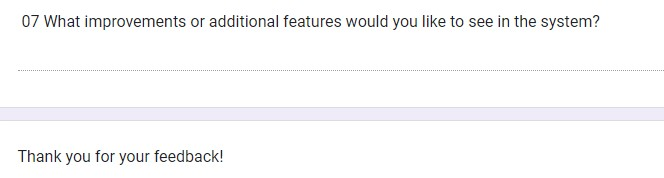 07 What improvements or additional features would you like to see in the system?
Thank you for your feedback!